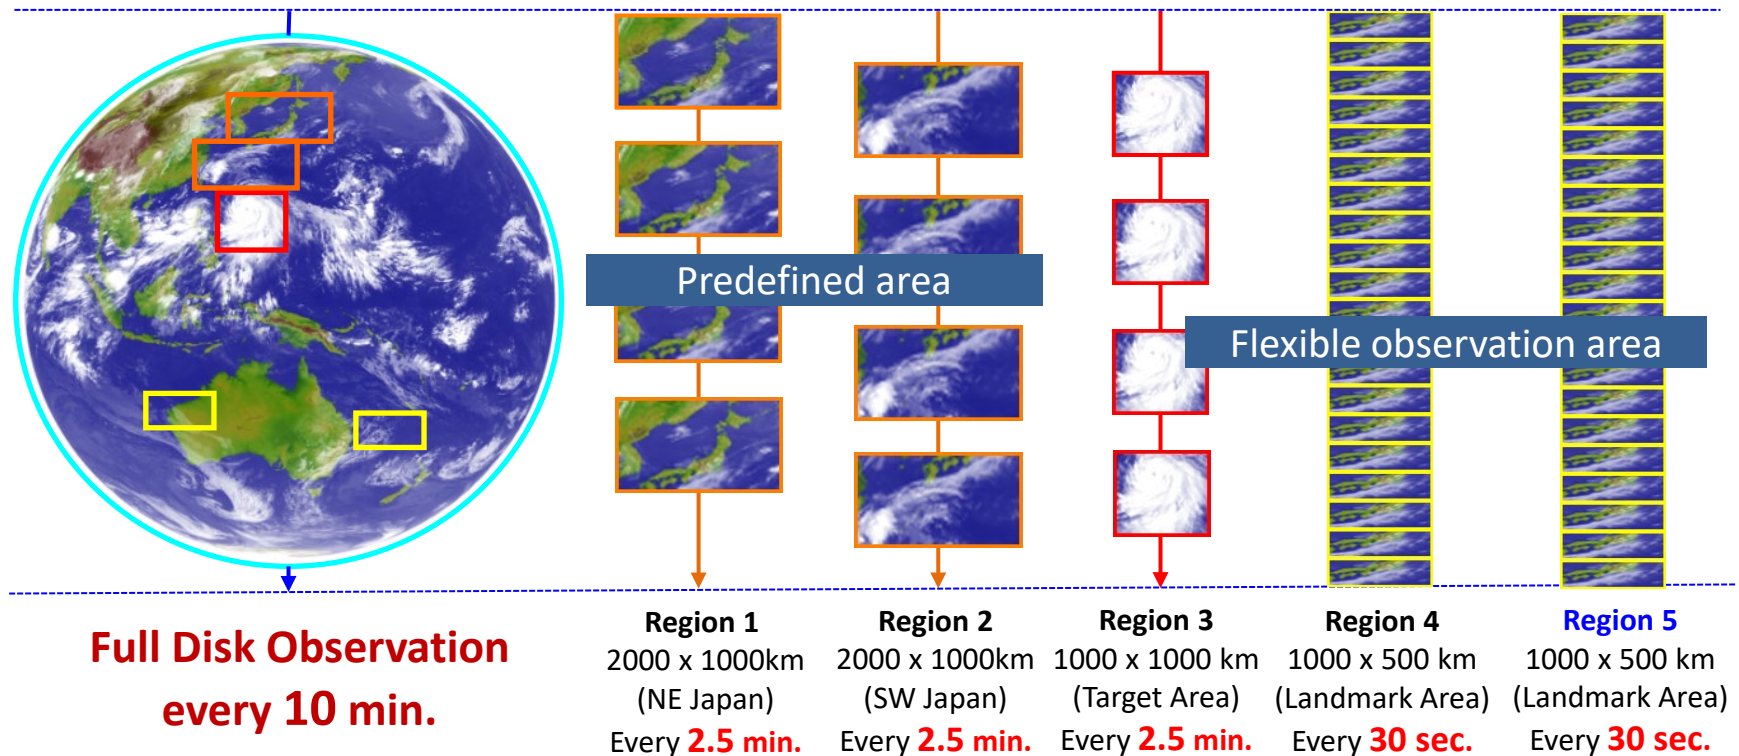 Predefined area
Flexible observation area
Full Disk Observation
every 10 min.
Region 1
2000 x 1000km
(NE Japan)
Every 2.5 min.
Region 2
2000 x 1000km
(SW Japan)
Every 2.5 min.
Region 3
1000 x 1000 km
(Target Area)
Every 2.5 min.
Region 4
1000 x 500 km
(Landmark Area)
Every 30 sec.
Region 5
1000 x 500 km
(Landmark Area)
Every 30 sec.